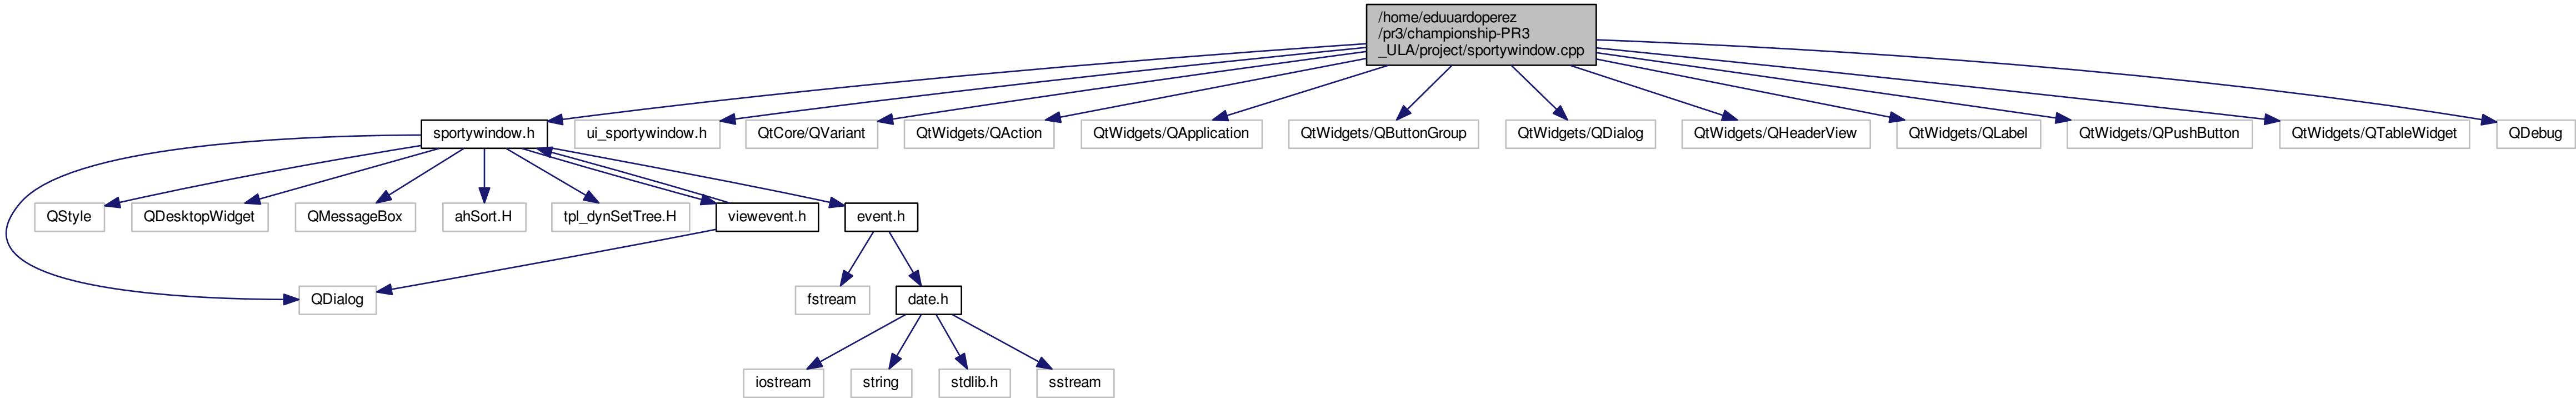 /home/eduuardoperez
/pr3/championship-PR3
_ULA/project/sportywindow.cpp
sportywindow.h
ui_sportywindow.h
QtCore/QVariant
QtWidgets/QAction
QtWidgets/QApplication
QtWidgets/QButtonGroup
QtWidgets/QDialog
QtWidgets/QHeaderView
QtWidgets/QLabel
QtWidgets/QPushButton
QtWidgets/QTableWidget
QDebug
QStyle
QDesktopWidget
QMessageBox
ahSort.H
tpl_dynSetTree.H
viewevent.h
event.h
QDialog
fstream
date.h
iostream
string
stdlib.h
sstream